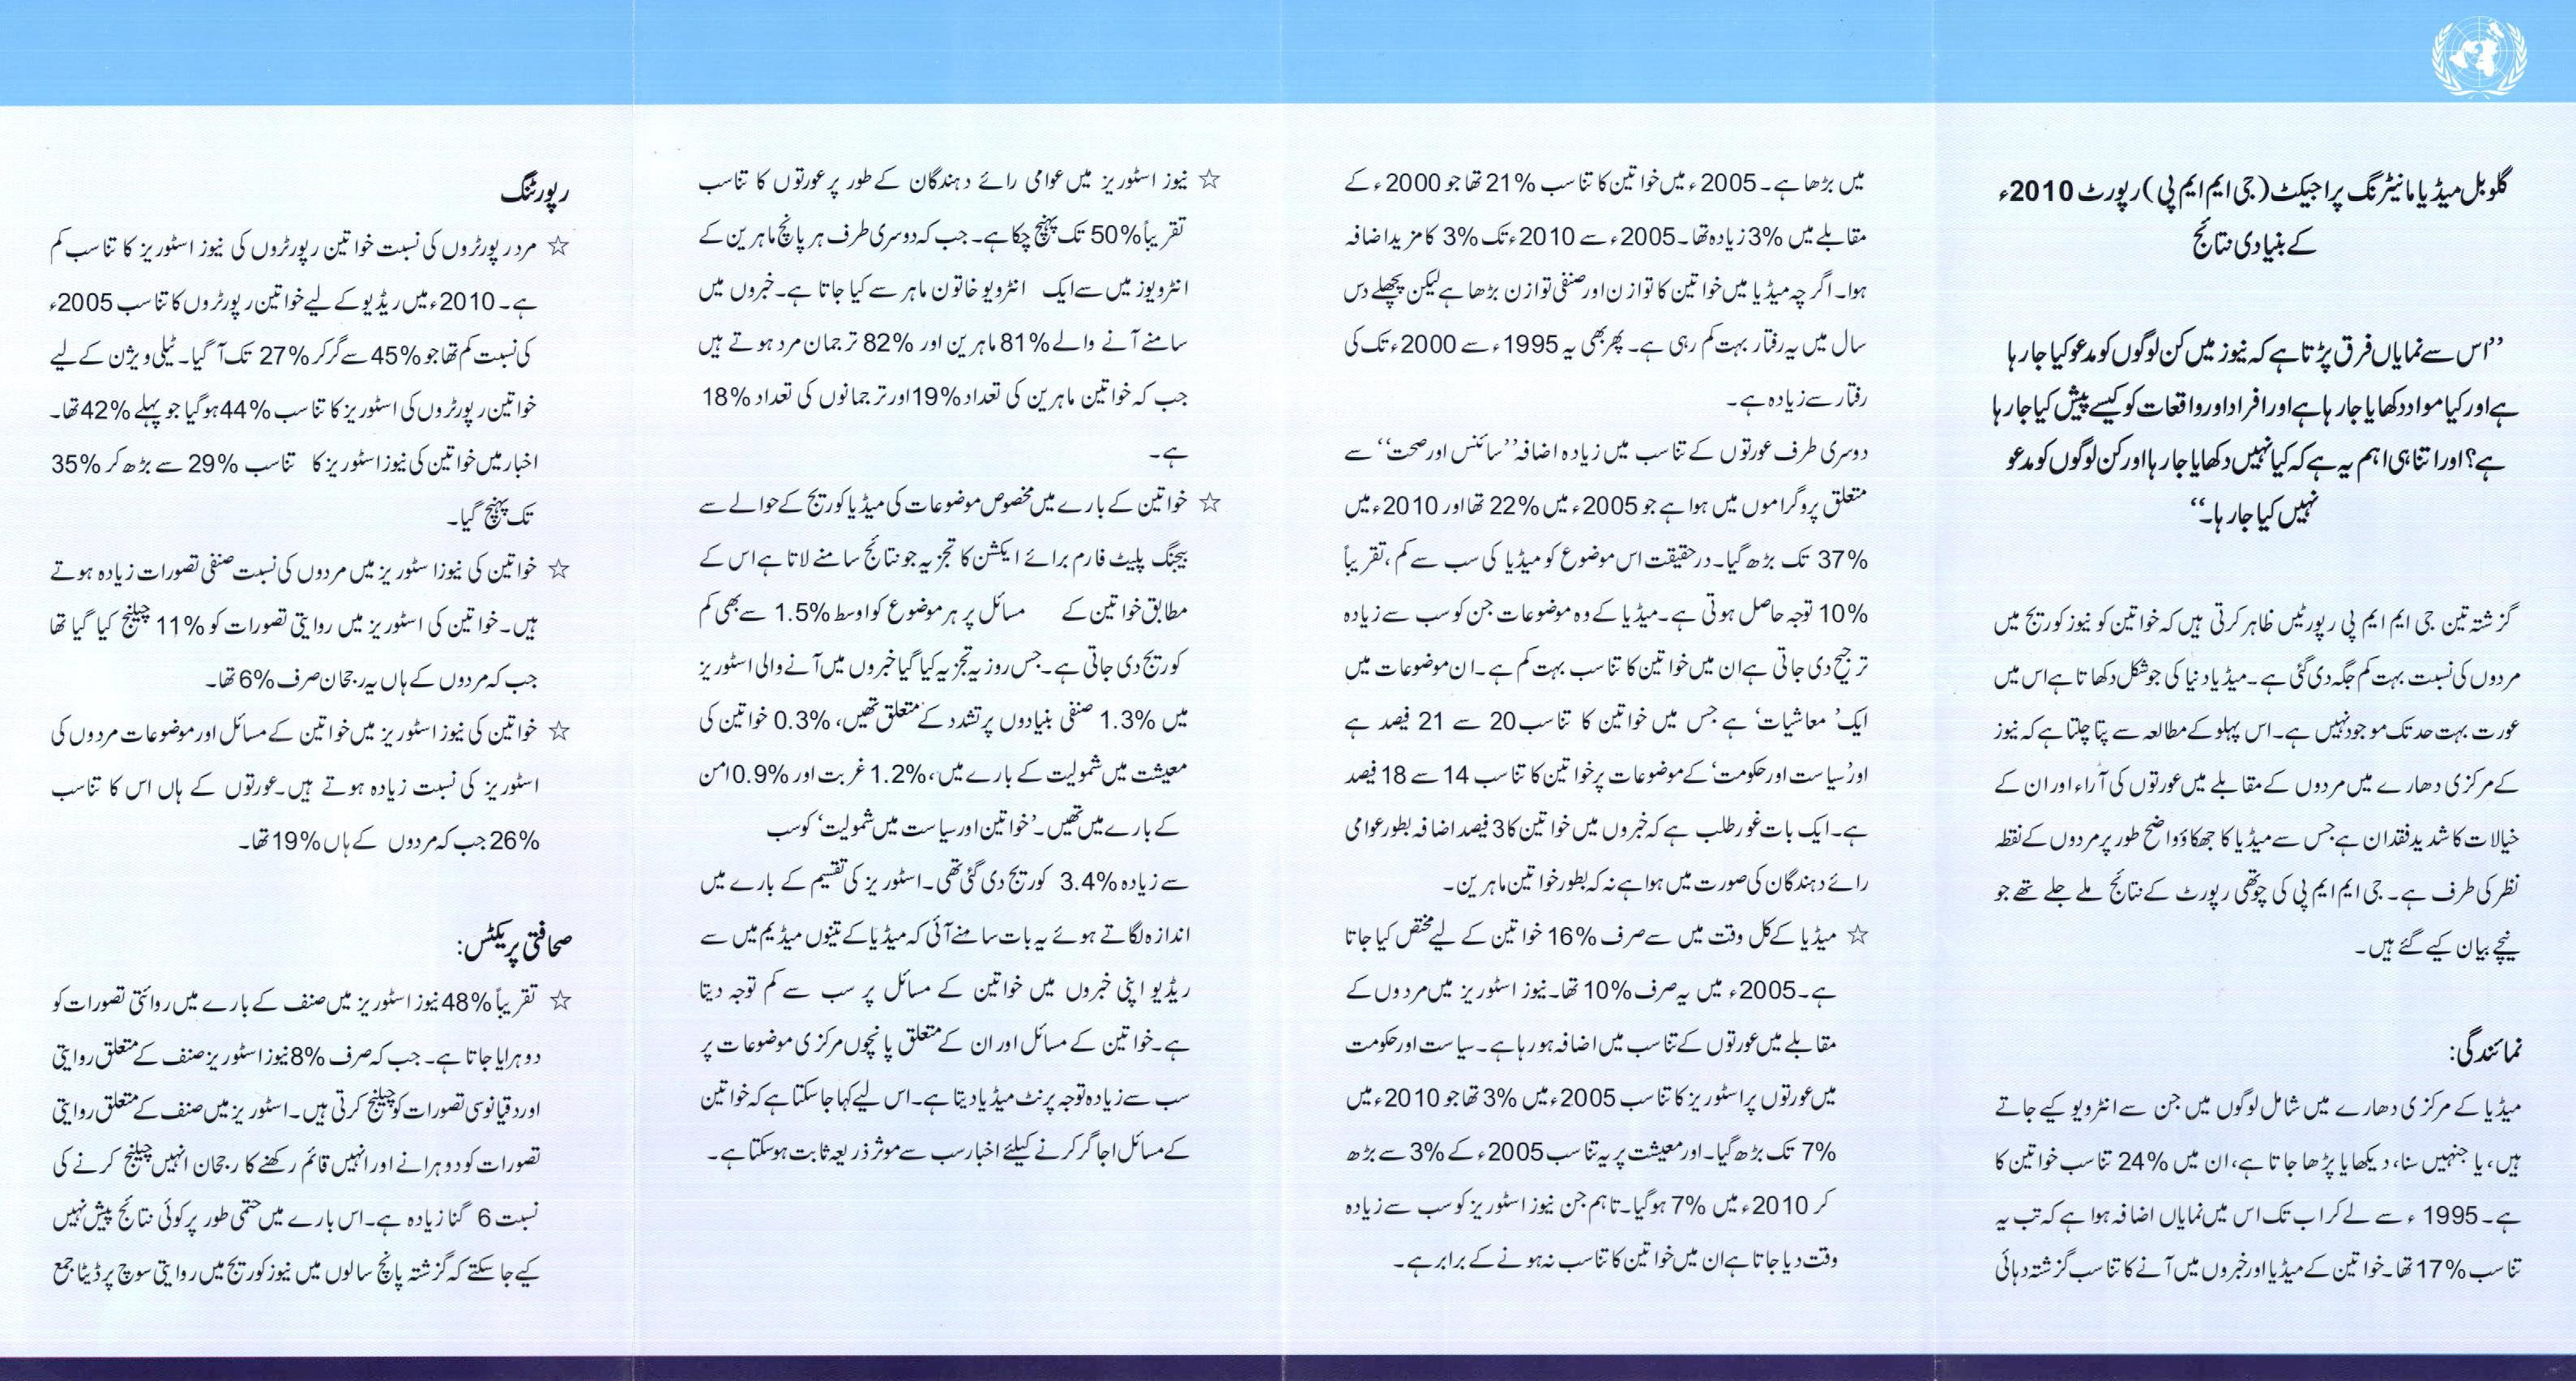 گلوبل میڈیا مانیٹرنگ پراجیکٹ (جی ایم ایم پی) رپورٹ 2010ء
کے بنیادی نتائج
’’اس سے نمایاں فرق پڑتا ہے کہ نیوز میں کن لوگوں کو مدعو کیا جا رہا
ہے اور کیا مواد دکھایا جا رہا ہے اور افراد اور واقعات کو کیسے پیش کیا جا رہا
ہے؟ اور اتنا ہی اہم یہ ہے کہ کیا نہیں دکھایا جا رہا اور کن لوگوں کو مدعو
نہیں کیا جا رہا۔‘‘
گزشتہ تین جی ایم ایم پی رپورٹیں ظاہر کرتی ہیں کہ خواتین کو نیوز کوریج میں
مردوں کی نسبت بہت کم جگہ دی گئی ہے۔ میڈیا دنیا کی جو شکل دکھاتا ہے اس میں
عورت بہت حد تک موجود نہیں ہے۔ اس پہلو کے مطالعہ سے پتا چلتا ہے کہ نیوز
کے مرکزی دھارے میں مردوں کے مقابلے میں عورتوں کی آراء اور ان کے
خیالات کا شدید فقدان ہے جس سے میڈیا کا جھکاؤ واضح طور پر مردوں کے نقطہ
نظر کی طرف ہے۔ جی ایم ایم پی کی چوتھی رپورٹ کے نتائج ملے جلے تھے جو
نیچے بیان کیے گئے ہیں۔
نمائندگی:
میڈیا کے مرکزی دھارے میں شامل لوگوں میں جن سے انٹرویو کیے جاتے
ہیں، یا جنہیں سنا، دیکھا یا پڑھا جاتا ہے، ان میں 24% تناسب خواتین کا
ہے۔ 1995ء سے لے کر اب تک اس میں نمایاں اضافہ ہوا ہے کہ تب یہ
تناسب 17% تھا۔ خواتین کے میڈیا اور خبروں میں آنے کا تناسب گزشتہ دہائی
میں بڑھا ہے۔ 2005ء میں خواتین کا تناسب 21% تھا جو 2000ء کے
مقابلے میں 3% زیادہ تھا۔ 2005ء سے 2010ء تک 3% کا مزید اضافہ
ہوا۔ اگرچہ میڈیا میں خواتین کا توازن اور صنفی توازن بڑھا ہے لیکن پچھلے دس
سال میں یہ رفتار بہت کم رہی ہے۔ پھر بھی یہ 1995ء سے 2000ء تک کی
رفتار سے زیادہ ہے۔
دوسری طرف عورتوں کے تناسب میں زیادہ اضافہ ’’سائنس اور صحت‘‘ سے
متعلق پروگراموں میں ہوا ہے جو 2005ء میں 22% تھا اور 2010ء میں
37% تک بڑھ گیا۔ درحقیقت اس موضوع کو میڈیا کی سب سے کم، تقریباً
10% توجہ حاصل ہوتی ہے۔ میڈیا کے وہ موضوعات جن کو سب سے زیادہ
ترجیح دی جاتی ہے ان میں خواتین کا تناسب بہت کم ہے۔ ان موضوعات میں
ایک ’معاشیات‘ ہے جس میں خواتین کا تناسب 20 سے 21 فیصد ہے
اور ’سیاست اور حکومت‘ کے موضوعات پر خواتین کا تناسب 14 سے 18 فیصد
ہے۔ ایک بات غور طلب ہے کہ خبروں میں خواتین کا 3 فیصد اضافہ بطور عوامی
رائے دہندگان کی صورت میں ہوا ہے نہ کہ بطور خواتین ماہرین۔
☆ میڈیا کے کل وقت میں سے صرف 16% خواتین کے لیے مختص کیا جاتا
ہے۔ 2005ء میں یہ صرف 10% تھا۔ نیوز اسٹوریز میں مردوں کے
مقابلے میں عورتوں کے تناسب میں اضافہ ہو رہا ہے۔ سیاست اور حکومت
میں عورتوں پر اسٹوریز کا تناسب 2005ء میں 3% تھا جو 2010ء میں
7% تک بڑھ گیا۔ اور معیشت پر یہ تناسب 2005ء کے 3% سے بڑھ
کر 2010ء میں 7% ہو گیا۔ تاہم جن نیوز اسٹوریز کو سب سے زیادہ
وقت دیا جاتا ہے ان میں خواتین کا تناسب نہ ہونے کے برابر ہے۔
☆ نیوز اسٹوریز میں عوامی رائے دہندگان کے طور پر عورتوں کا تناسب
تقریباً 50% تک پہنچ چکا ہے۔ جب کہ دوسری طرف ہر پانچ ماہرین کے
انٹرویوز میں سے ایک انٹرویو خاتون ماہر سے کیا جاتا ہے۔ خبروں میں
سامنے آنے والے 81% ماہرین اور 82% ترجمان مرد ہوتے ہیں
جب کہ خواتین ماہرین کی تعداد 19% اور ترجمانوں کی تعداد 18%
ہے۔
☆ خواتین کے بارے میں مخصوص موضوعات کی میڈیا کوریج کے حوالے سے
بیجنگ پلیٹ فارم برائے ایکشن کا تجزیہ جو نتائج سامنے لاتا ہے اس کے
مطابق خواتین کے مسائل پر ہر موضوع کو اوسط 1.5% سے بھی کم
کوریج دی جاتی ہے۔ جس روز یہ تجزیہ کیا گیا خبروں میں آنے والی اسٹوریز
میں 1.3% صنفی بنیادوں پر تشدد کے متعلق تھیں، 0.3% خواتین کی
معیشت میں شمولیت کے بارے میں، 1.2% غربت اور 0.9% امن
کے بارے میں تھیں۔ ’خواتین اور سیاست میں شمولیت‘ کو سب
سے زیادہ 3.4% کوریج دی گئی تھی۔ اسٹوریز کی تقسیم کے بارے میں
اندازہ لگاتے ہوئے یہ بات سامنے آئی کہ میڈیا کے تینوں میڈیم میں سے
ریڈیو اپنی خبروں میں خواتین کے مسائل پر سب سے کم توجہ دیتا
ہے۔ خواتین کے مسائل اور ان کے متعلق پانچوں مرکزی موضوعات پر
سب سے زیادہ توجہ پرنٹ میڈیا دیتا ہے۔ اس لیے کہا جا سکتا ہے کہ خواتین
کے مسائل اجاگر کرنے کیلئے اخبار سب سے موثر ذریعہ ثابت ہو سکتا ہے۔
رپورٹنگ
☆ مرد رپورٹروں کی نسبت خواتین رپورٹروں کی نیوز اسٹوریز کا تناسب کم
ہے۔ 2010ء میں ریڈیو کے لیے خواتین رپورٹروں کا تناسب 2005ء
کی نسبت کم تھا جو 45% سے گر کر 27% تک آ گیا۔ ٹیلی ویژن کے لیے
خواتین رپورٹروں کی اسٹوریز کا تناسب 44% ہو گیا جو پہلے 42% تھا۔
اخبار میں خواتین کی نیوز اسٹوریز کا تناسب 29% سے بڑھ کر 35%
تک پہنچ گیا۔
☆ خواتین کی نیوز اسٹوریز میں مردوں کی نسبت صنفی تصورات زیادہ ہوتے
ہیں۔ خواتین کی اسٹوریز میں روایتی تصورات کو 11% چیلنج کیا گیا تھا
جب کہ مردوں کے ہاں یہ رجحان صرف 6% تھا۔
☆ خواتین کی نیوز اسٹوریز میں خواتین کے مسائل اور موضوعات مردوں کی
اسٹوریز کی نسبت زیادہ ہوتے ہیں۔ عورتوں کے ہاں اس کا تناسب
26% جب کہ مردوں کے ہاں 19% تھا۔
صحافتی پریکٹس:
☆ تقریباً 48% نیوز اسٹوریز میں صنف کے بارے میں روائتی تصورات کو
دوہرایا جاتا ہے۔ جب کہ صرف 8% نیوز اسٹوریز صنف کے متعلق روایتی
اور دقیانوسی تصورات کو چیلنج کرتی ہیں۔ اسٹوریز میں صنف کے متعلق روایتی
تصورات کو دوہرانے اور انہیں قائم رکھنے کا رجحان انہیں چیلنج کرنے کی
نسبت 6 گنا زیادہ ہے۔ اس بارے میں حتمی طور پر کوئی نتائج پیش نہیں
کیے جا سکتے کہ گزشتہ پانچ سالوں میں نیوز کوریج میں روایتی سوچ پر ڈیٹا جمع